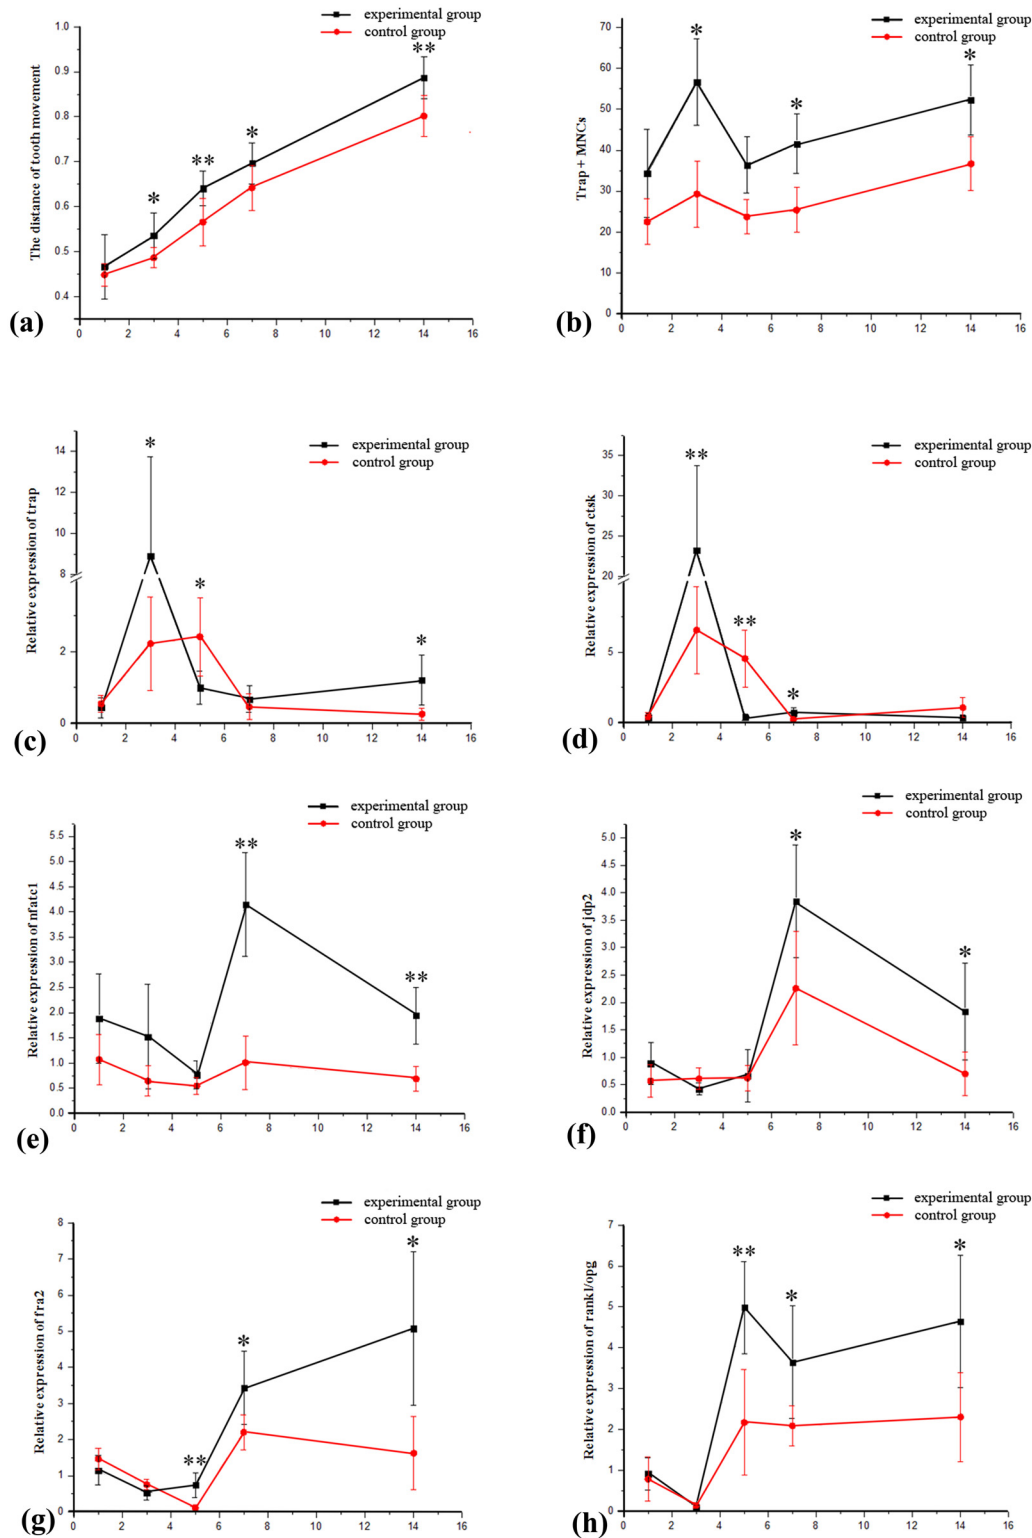 experimental group
control group
The distance of tooth movement
1.0
0.9
0.8
0.7
0.6
0.5
0.4
* ** * **
0 2 4 6 8 10 12 14 16
(a)
experimental group
control group
Trap + MNCs
70
60
50
40
30
20
10
0
* * *
0 2 4 6 8 10 12 14 16
(b)
experimental group
control group
Relative expression of trap
14
12
10
8
2
0
* * *
0 2 4 6 8 10 12 14 16
(c)
experimental group
control group
Relative expression of ctsk
35
30
25
20
5
0
** ** *
0 2 4 6 8 10 12 14 16
(d)
experimental group
control group
Relative expression of nfatc1
5.5
5.0
4.5
4.0
3.5
3.0
2.5
2.0
1.5
1.0
0.5
0.0
** **
0 2 4 6 8 10 12 14 16
(e)
experimental group
control group
Relative expression of jdp2
5.0
4.5
4.0
3.5
3.0
2.5
2.0
1.5
1.0
0.5
0.0
* *
0 2 4 6 8 10 12 14 16
(f)
experimental group
control group
Relative expression of fra2
8
7
6
5
4
3
2
1
0
** * *
0 2 4 6 8 10 12 14 16
(g)
experimental group
control group
Relative expression of rankl/opg
7
6
5
4
3
2
1
0
** * *
0 2 4 6 8 10 12 14 16
(h)